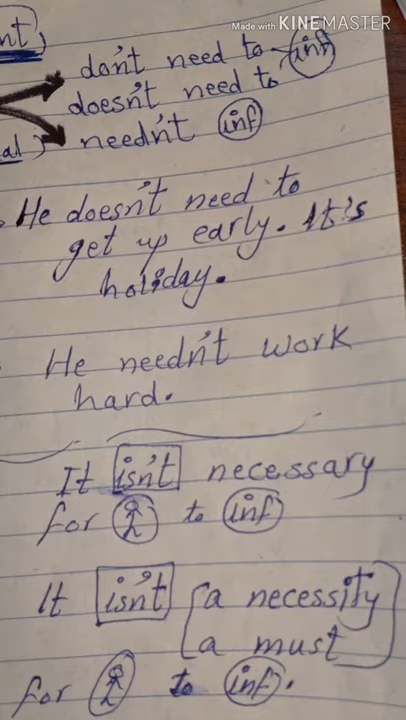 Made with KINEMASTER
nt)
don't need to inf
doesn't need to
al) needn't inf
He doesn't need to
get up early. It's
holiday.
He needn't work
hard.
It isn't necessary
for to inf
It isn't a necessity
a must
for to inf.